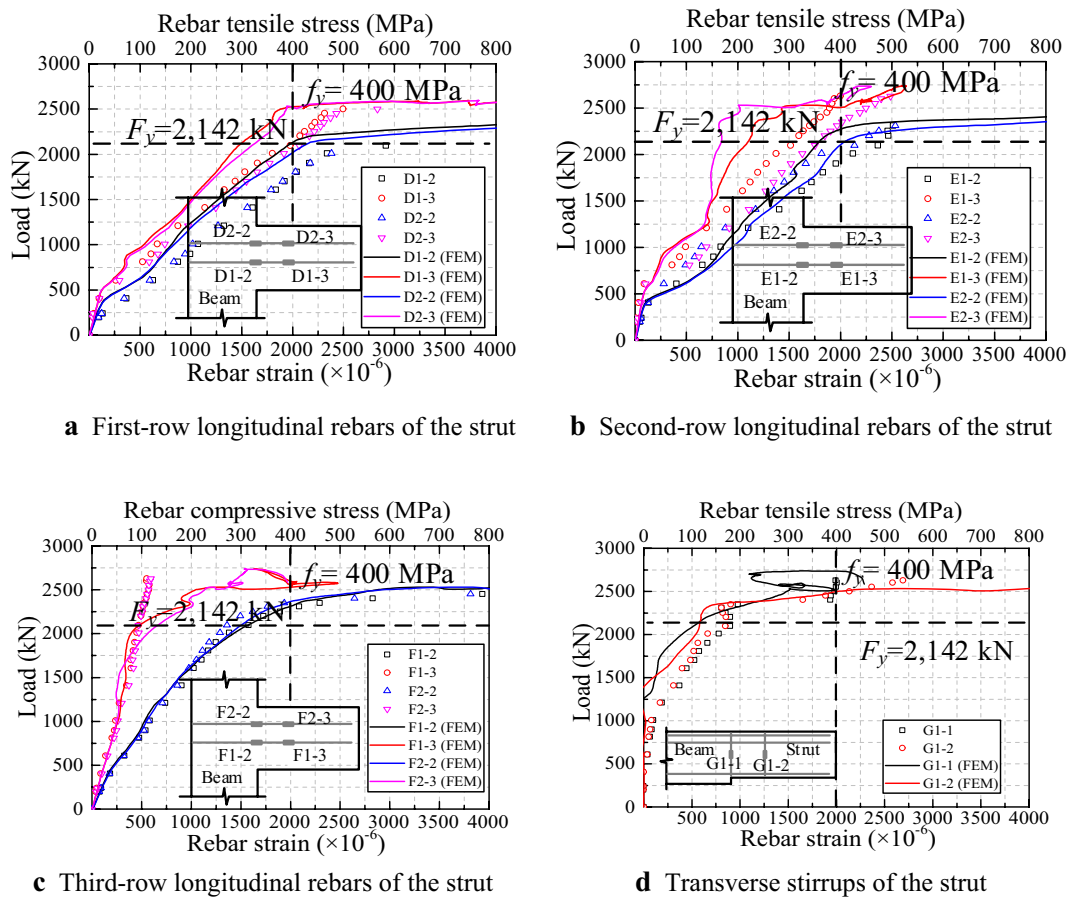 Rebar tensile stress (MPa)
0 100 200 300 400 500 600 700 800
3000
2500
2000
1500
1000
500
0
Load (kN)
fy= 400 MPa
Fy=2,142 kN
D1-2
D1-3
D2-2
D2-3
D1-2 (FEM)
D1-3 (FEM)
D2-2 (FEM)
D2-3 (FEM)
D2-2 D2-3
D1-2 D1-3
Beam
500 1000 1500 2000 2500 3000 3500 4000
Rebar strain (×10-6)
a First-row longitudinal rebars of the strut
Rebar tensile stress (MPa)
0 100 200 300 400 500 600 700 800
3000
2500
2000
1500
1000
500
0
Load (kN)
fy= 400 MPa
Fy=2,142 kN
E1-2
E1-3
E2-2
E2-3
E1-2 (FEM)
E1-3 (FEM)
E2-2 (FEM)
E2-3 (FEM)
E2-2 E2-3
E1-2 E1-3
Beam
500 1000 1500 2000 2500 3000 3500 4000
Rebar strain (×10-6)
b Second-row longitudinal rebars of the strut
Rebar compressive stress (MPa)
0 100 200 300 400 500 600 700 800
3000
2500
2000
1500
1000
500
0
Load (kN)
fy= 400 MPa
Fy=2,142 kN
F1-2
F1-3
F2-2
F2-3
F1-2 (FEM)
F1-3 (FEM)
F2-2 (FEM)
F2-3 (FEM)
F2-2 F2-3
F1-2 F1-3
Beam
500 1000 1500 2000 2500 3000 3500 4000
Rebar strain (×10-6)
c Third-row longitudinal rebars of the strut
Rebar tensile stress (MPa)
0 100 200 300 400 500 600 700 800
3000
2500
2000
1500
1000
500
0
Load (kN)
fy= 400 MPa
Fy=2,142 kN
G1-1
G1-2
G1-1 (FEM)
G1-2 (FEM)
Beam Strut
G1-1 G1-2
500 1000 1500 2000 2500 3000 3500 4000
Rebar strain (×10-6)
d Transverse stirrups of the strut